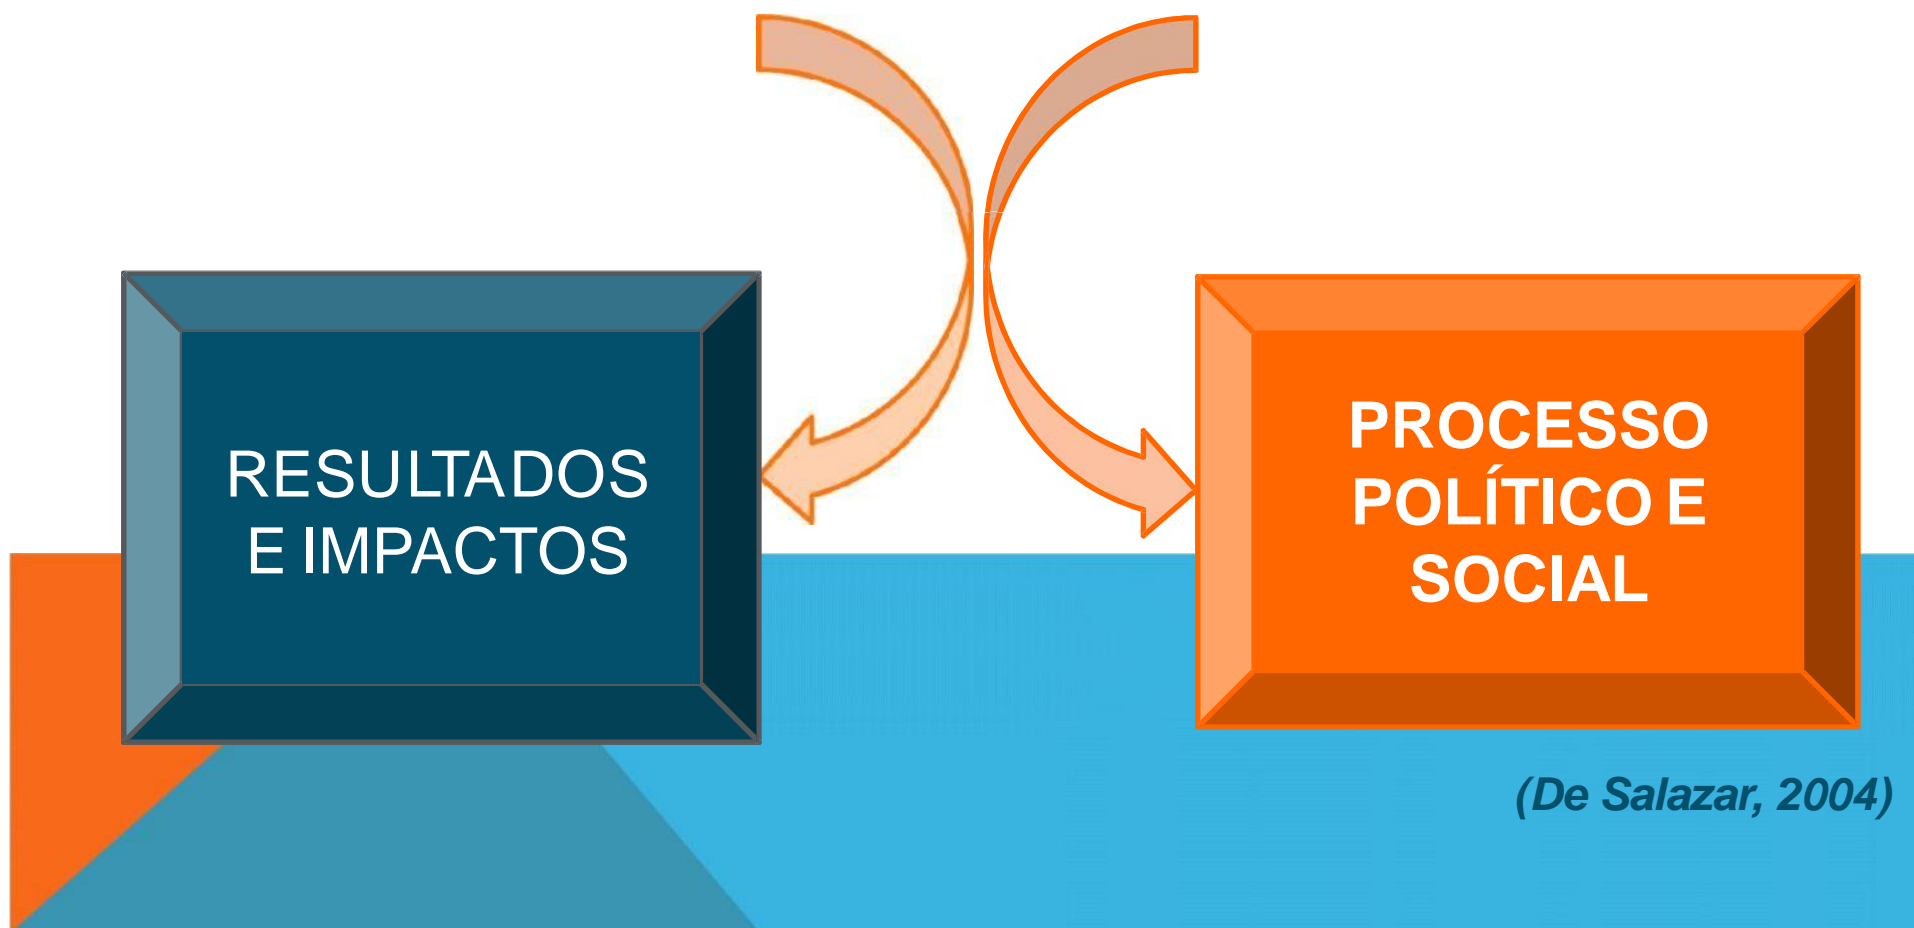 RESULTADOS
E IMPACTOS
PROCESSO
POLÍTICO E
SOCIAL
(De Salazar, 2004)